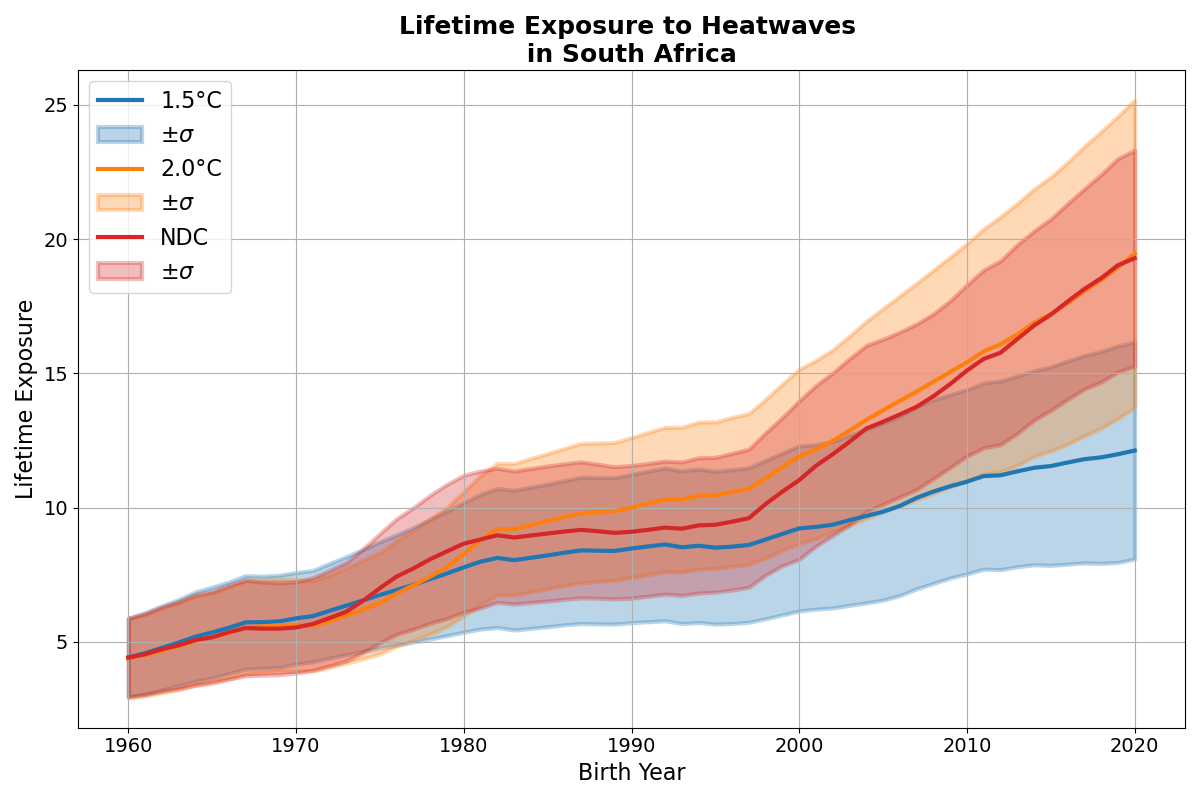 Lifetime Exposure to Heatwaves
in South Africa
1.5°C
±σ
2.0°C
±σ
NDC
±σ
Lifetime Exposure
25
20
15
10
5
1960 1970 1980 1990 2000 2010 2020
Birth Year